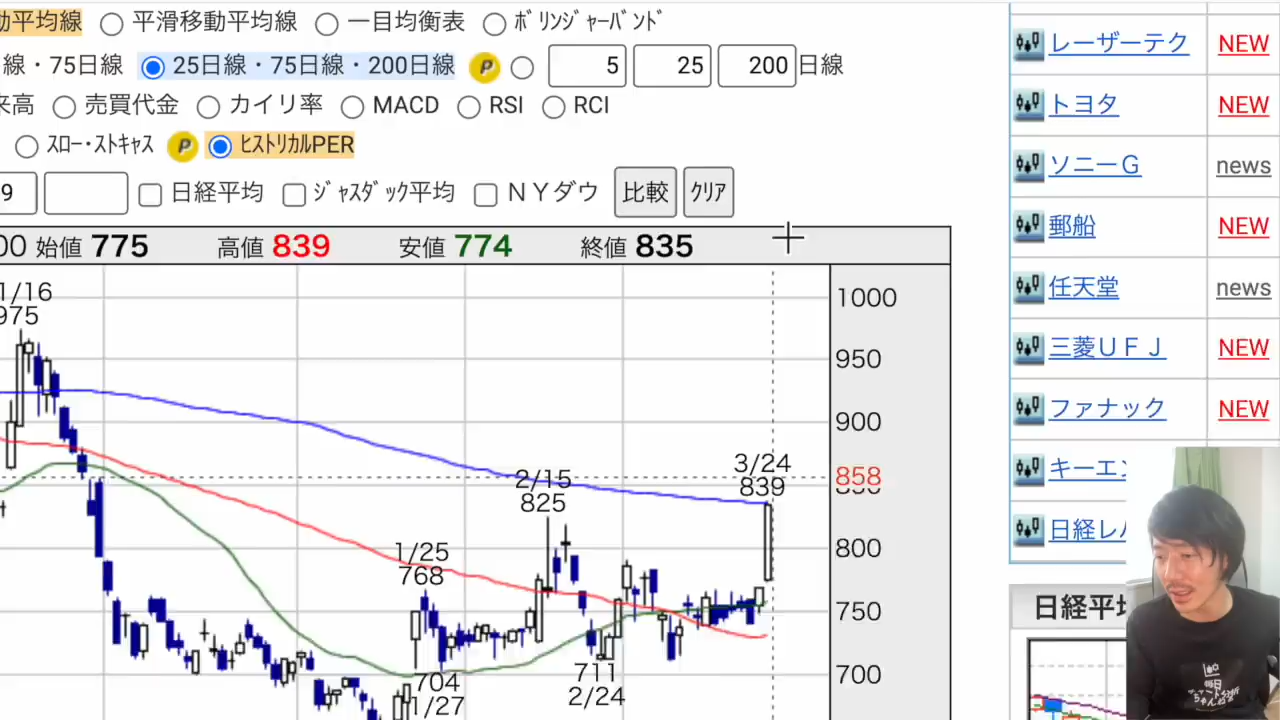 動平均線 平滑移動平均線 一目均衡表 ﾎﾞﾘﾝｼﾞｬｰﾊﾞﾝﾄﾞ
線・75日線 25日線・75日線・200日線 P 5 25 200 日線
来高 売買代金 カイリ率 MACD RSI RCI
ｽﾛｰ･ｽﾄｷｬｽ P ﾋｽﾄﾘｶﾙPER
9 日経平均 ｼﾞｬｽﾀﾞｯｸ平均 ＮＹダウ 比較 ｸﾘｱ
00 始値 775 高値 839 安値 774 終値 835
1/16
975
1/25
768
704
1/27
2/15
825
711
2/24
3/24
839
1000
950
900
858
850
800
750
700
レーザーテク NEW
トヨタ NEW
ソニーＧ news
郵船 NEW
任天堂 news
三菱ＵＦＪ NEW
ファナック NEW
キーエン
日経レバ
日経平均